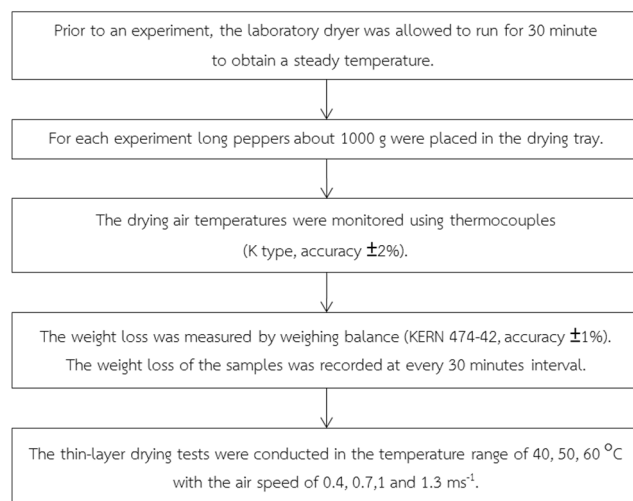 Prior to an experiment, the laboratory dryer was allowed to run for 30 minute
to obtain a steady temperature.
For each experiment long peppers about 1000 g were placed in the drying tray.
The drying air temperatures were monitored using thermocouples
(K type, accuracy ±2%).
The weight loss was measured by weighing balance (KERN 474-42, accuracy ±1%).
The weight loss of the samples was recorded at every 30 minutes interval.
The thin-layer drying tests were conducted in the temperature range of 40, 50, 60 °C
with the air speed of 0.4, 0.7,1 and 1.3 ms⁻¹.